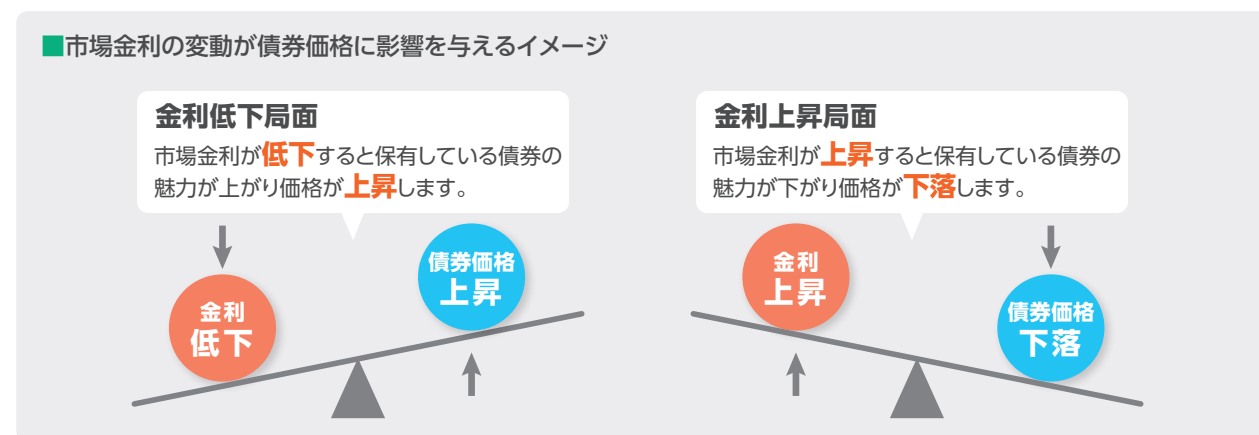 ■市場金利の変動が債券価格に影響を与えるイメージ
金利低下局面
市場金利が低下すると保有している債券の
魅力が上がり価格が上昇します。
金利上昇局面
市場金利が上昇すると保有している債券の
魅力が下がり価格が下落します。
金利
低下
債券価格
上昇
金利
上昇
債券価格
下落